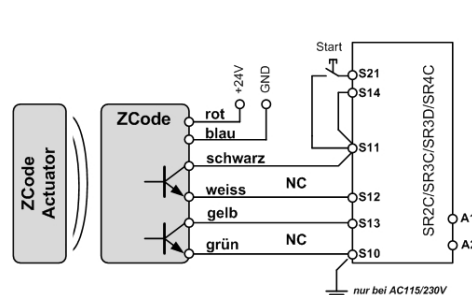 Start
+24V
GND
S21
S14
ZCode
rot
blau
schwarz
S11
weiss
NC
S12
gelb
S13
grün
NC
S10
ZCode
Actuator
SR2C/SR3C/SR3D/SR4C
A1
A2
nur bei AC115/230V